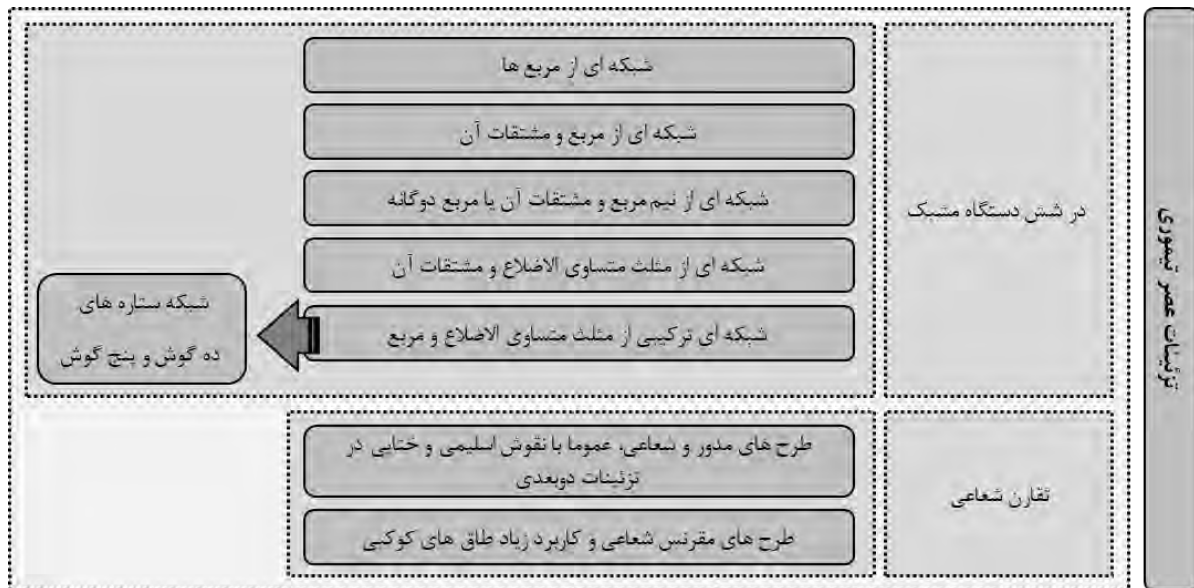 تزئینات عصر تیموری
در شش دستگاه مشبک
شبکه ای از مربع ها
شبکه ای از مربع و مشتقات آن
شبکه ای از نیم مربع و مشتقات آن یا مربع دوگانه
شبکه ای از مثلث متساوی الاضلاع و مشتقات آن
شبکه ای ترکیبی از مثلث متساوی الاضلاع و مربع
شبکه ستاره های
ده گوش و پنج گوش
تقارن شعاعی
طرح های مدور و شعاعی، عموما با نقوش اسلیمی و ختایی در
تزئینات دوبعدی
طرح های مقرنس شعاعی و کاربرد زیاد طاق های کوکبی